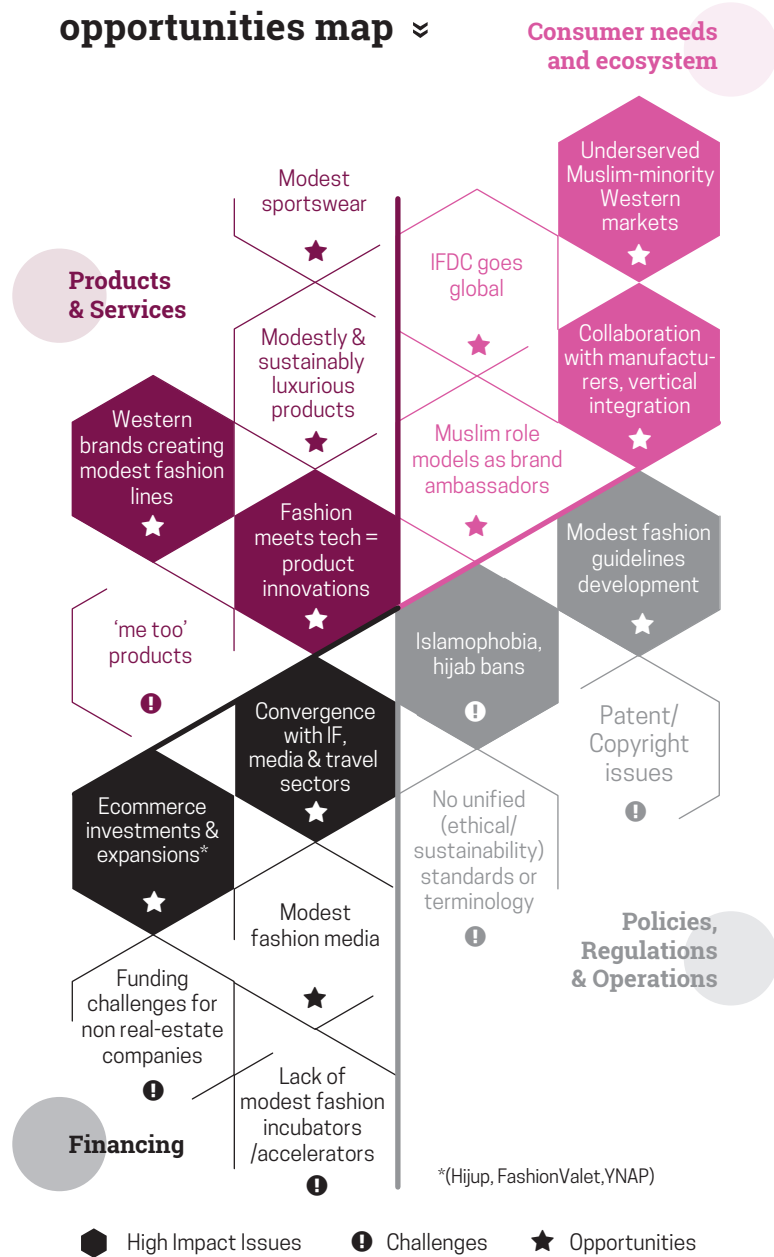 opportunities map
Consumer needs
and ecosystem
Underserved
Muslim-minority
Western
markets
Modest
sportswear
IFDC goes
global
Products
& Services
Modestly &
sustainably
luxurious
products
Collaboration
with manufactu-
rers, vertical
integration
Western
brands creating
modest fashion
lines
Muslim role
models as brand
ambassadors
Fashion
meets tech =
product
innovations
Modest fashion
guidelines
development
'me too'
products
Islamophobia,
hijab bans
Convergence
with IF,
media & travel
sectors
Patent/
Copyright
issues
Ecommerce
investments &
expansions*
No unified
(ethical/
sustainability)
standards or
terminology
Modest
fashion media
Policies,
Regulations
& Operations
Funding
challenges for
non real-estate
companies
Lack of
modest fashion
incubators
/accelerators
Financing
*(Hijup, FashionValet,YNAP)
High Impact Issues
Challenges
Opportunities